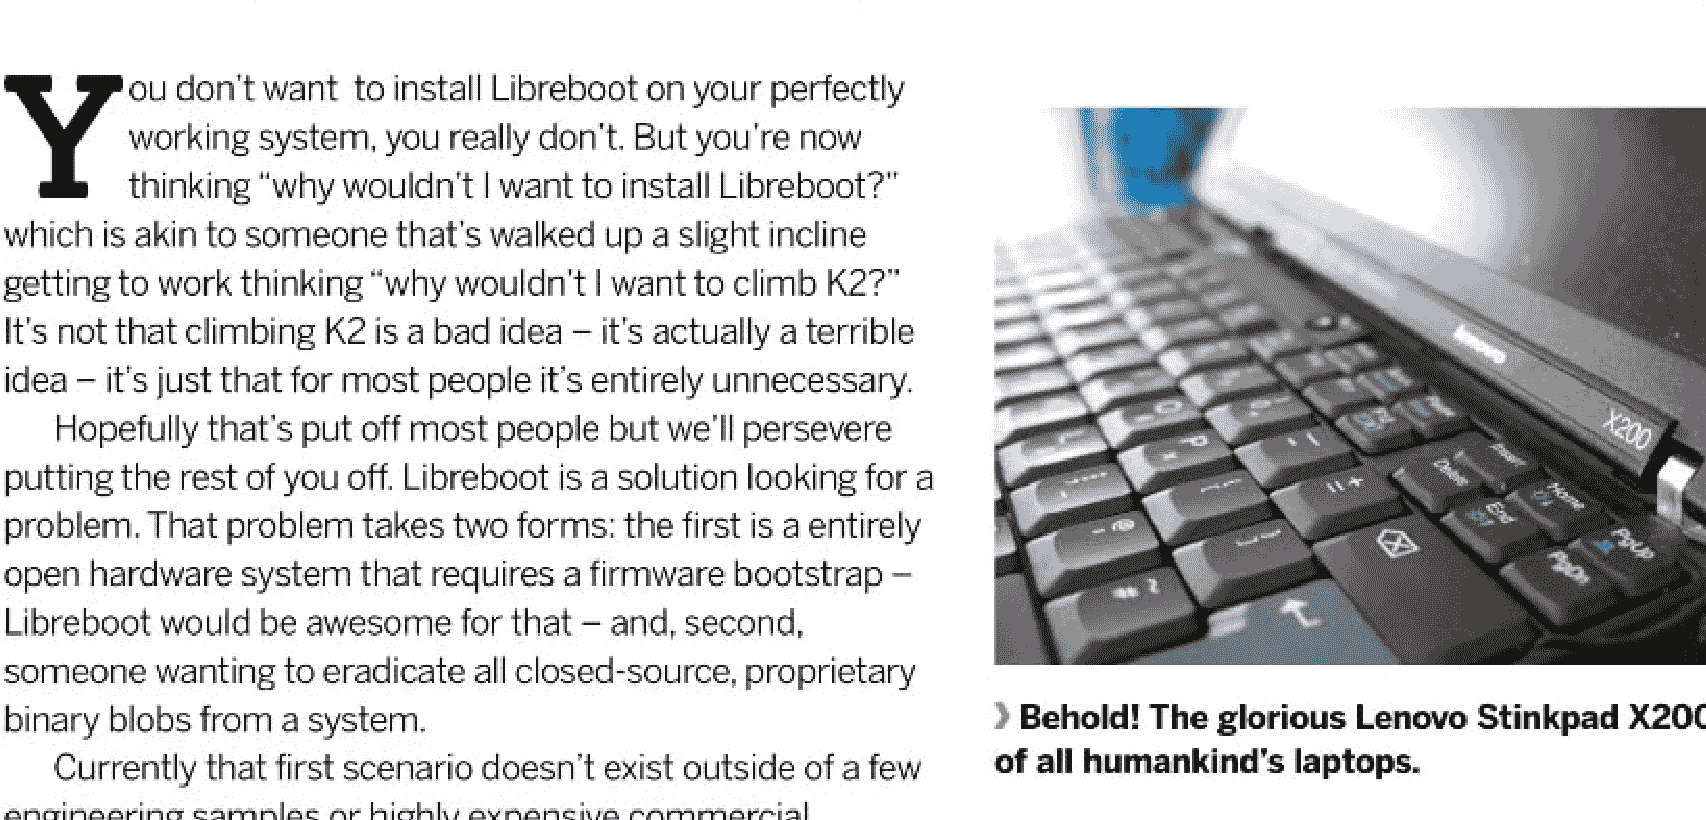 You don't want to install Libreboot on your perfectly
working system, you really don't. But you're now
thinking “why wouldn't I want to install Libreboot?”
which is akin to someone that's walked up a slight incline
getting to work thinking “why wouldn't I want to climb K2?”
It's not that climbing K2 is a bad idea – it's actually a terrible
idea – it's just that for most people it's entirely unnecessary.
Hopefully that's put off most people but we'll persevere
putting the rest of you off. Libreboot is a solution looking for a
problem. That problem takes two forms: the first is a entirely
open hardware system that requires a firmware bootstrap –
Libreboot would be awesome for that – and, second,
someone wanting to eradicate all closed-source, proprietary
binary blobs from a system.
Currently that first scenario doesn't exist outside of a few
engineering samples or highly expensive commercial
lenovo
X200
Insert
Delete
Home
End
PgUp
PgDn
Behold! The glorious Lenovo Stinkpad X200
of all humankind's laptops.